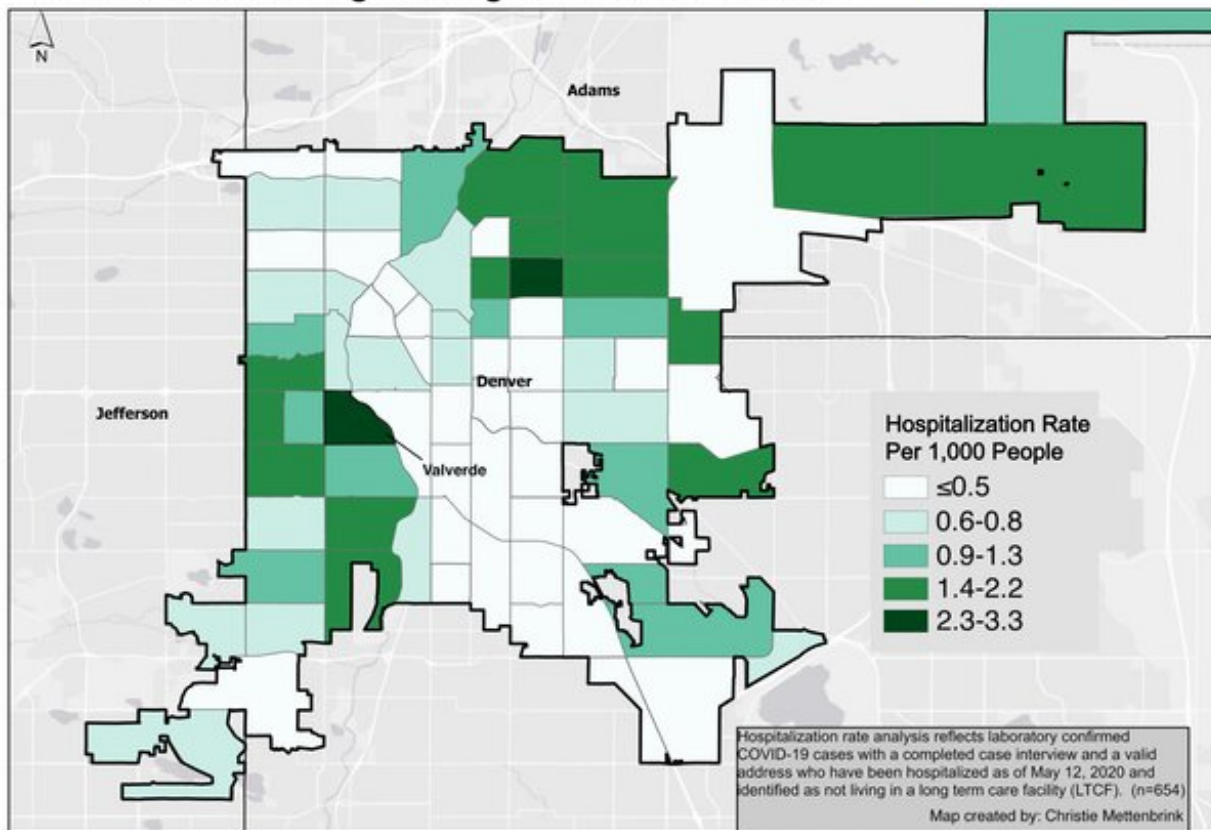 N
Adams
Denver
Jefferson
Valverde
Hospitalization Rate
Per 1,000 People
≤0.5
0.6-0.8
0.9-1.3
1.4-2.2
2.3-3.3
Hospitalization rate analysis reflects laboratory confirmed
COVID-19 cases with a completed case interview and a valid
address who have been hospitalized as of May 12, 2020 and
identified as not living in a long term care facility (LTCF). (n=654)
Map created by: Christie Mettenbrink